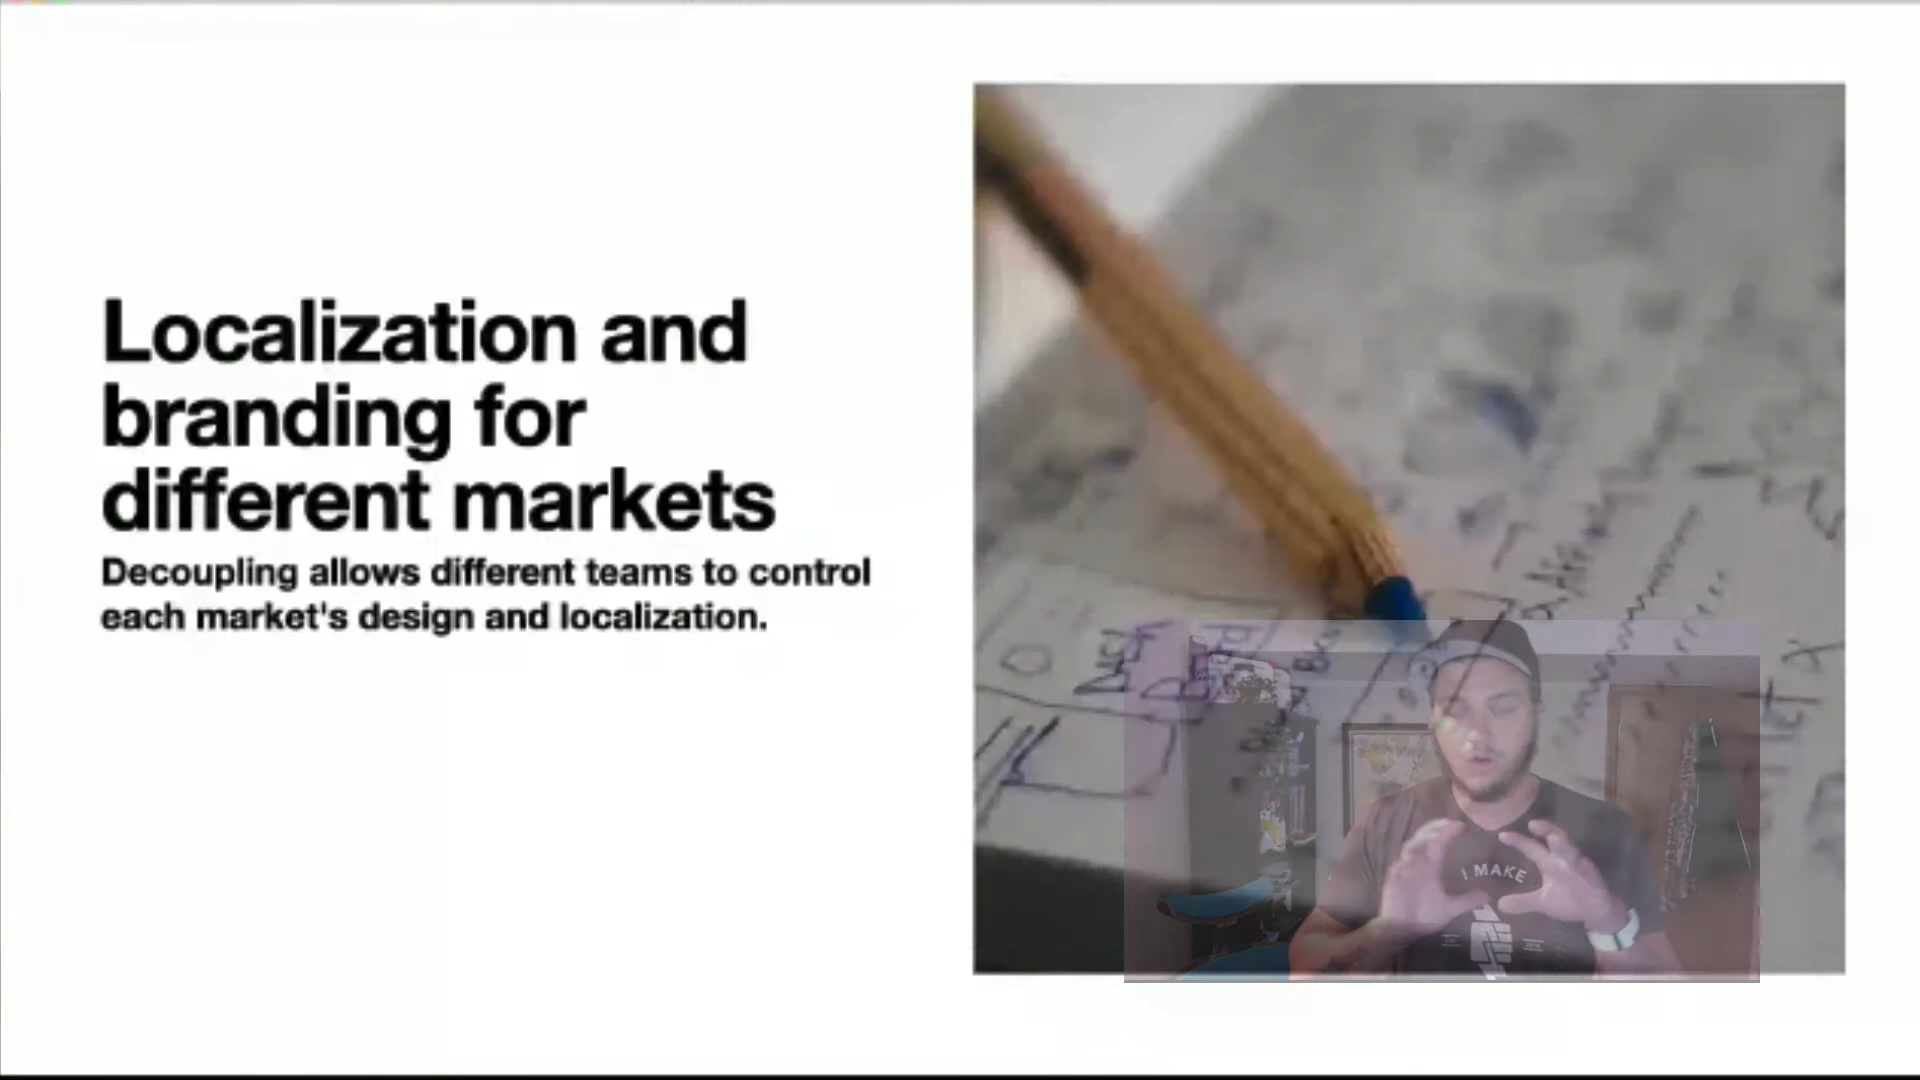 Localization and
branding for
different markets
Decoupling allows different teams to control
each market's design and localization.
I MAKE